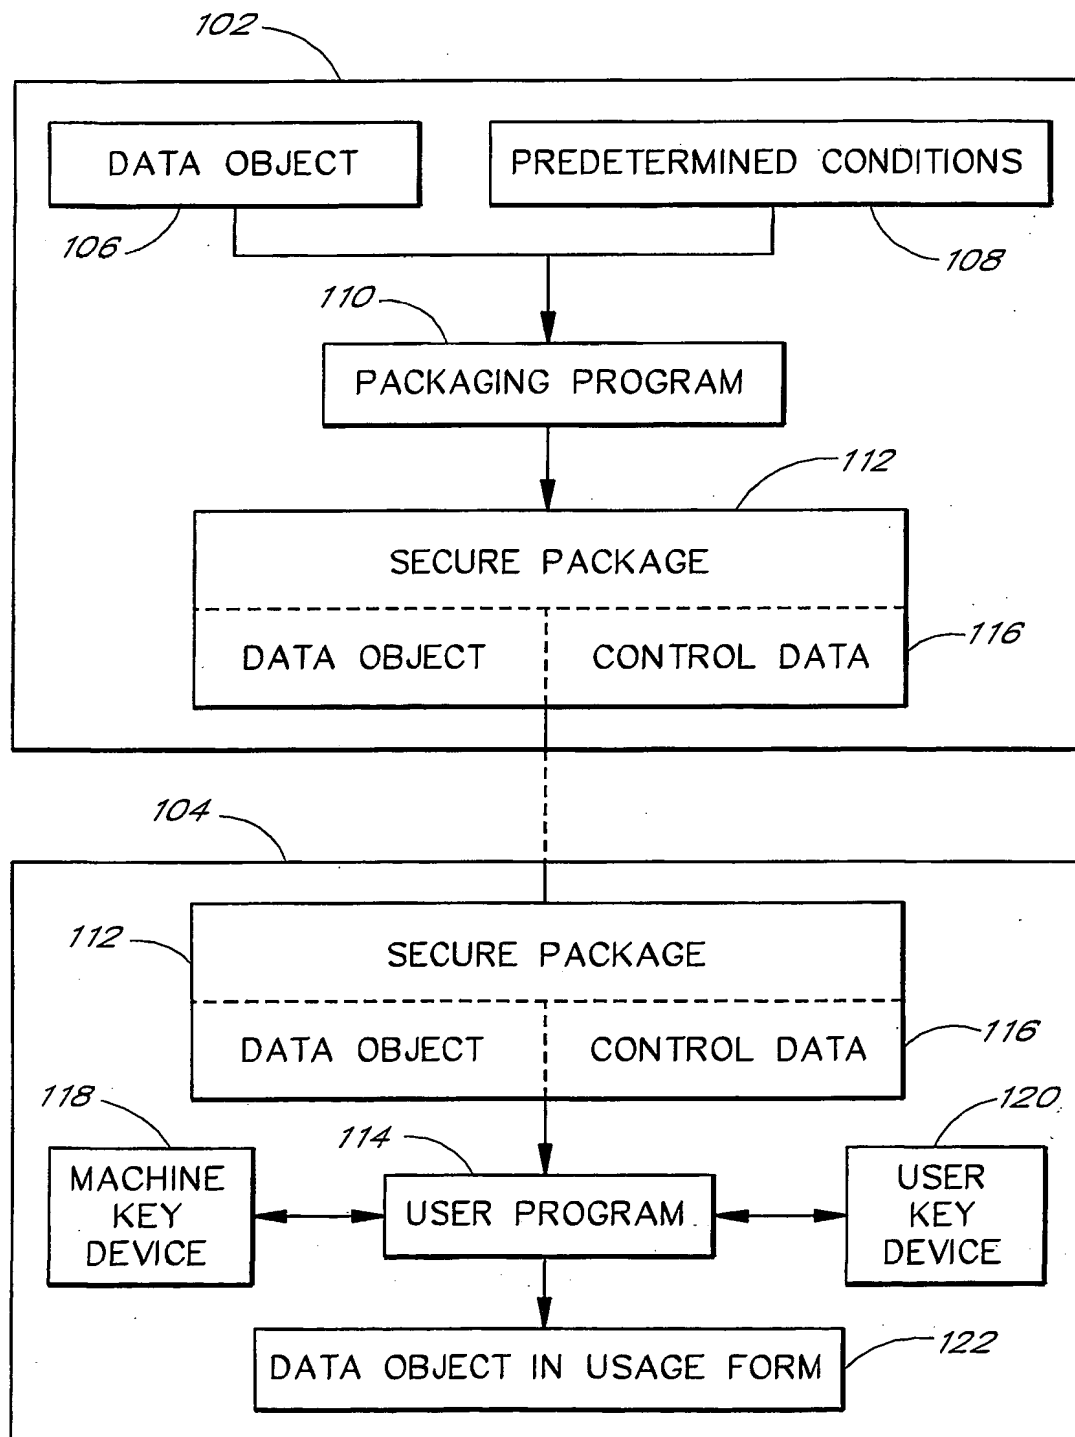 102
DATA OBJECT
PREDETERMINED CONDITIONS
106
108
110
PACKAGING PROGRAM
112
SECURE PACKAGE
DATA OBJECT
CONTROL DATA
116
104
112
SECURE PACKAGE
DATA OBJECT
CONTROL DATA
116
118
114
120
MACHINE
KEY
DEVICE
USER PROGRAM
USER
KEY
DEVICE
DATA OBJECT IN USAGE FORM
122